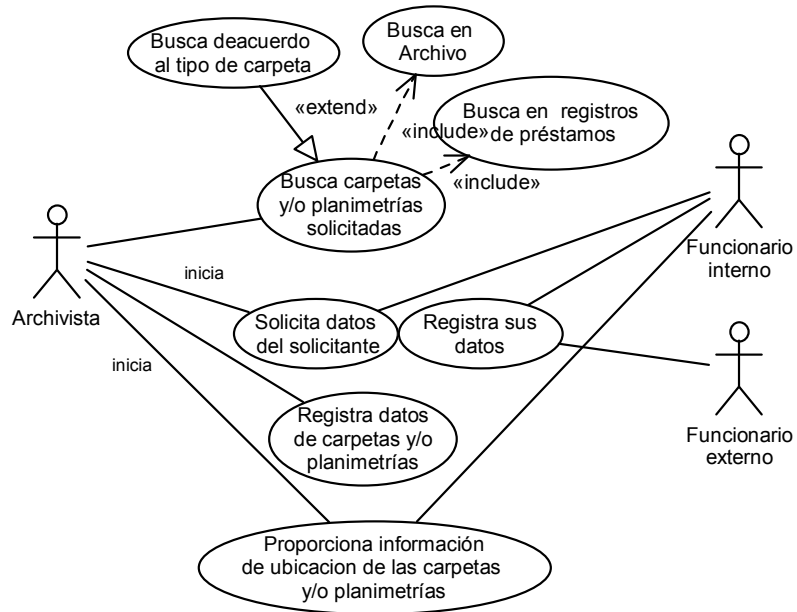 Busca deacuerdo
al tipo de carpeta
Busca en
Archivo
«extend»
«include»
Busca en registros
de préstamos
«include»
Busca carpetas
y/o planimetrías
solicitadas
Archivista
Funcionario
interno
inicia
Solicita datos
del solicitante
Registra sus
datos
inicia
Registra datos
de carpetas y/o
planimetrías
Funcionario
externo
Proporciona información
de ubicacion de las carpetas
y/o planimetrías